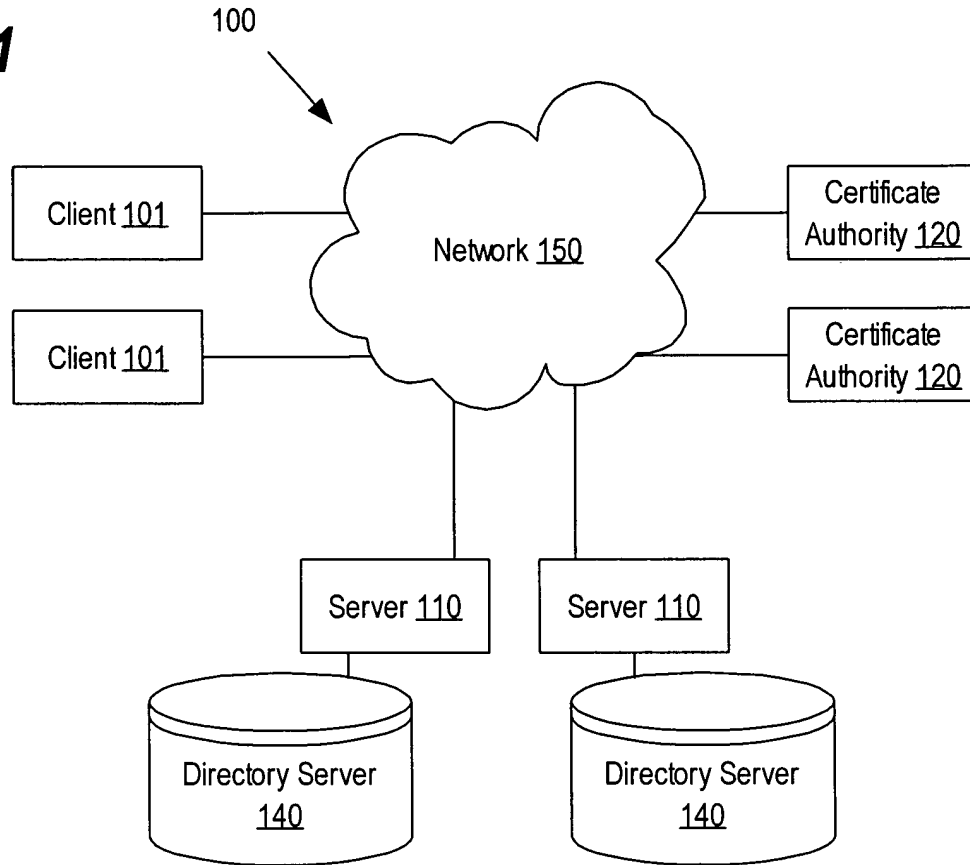 1
100
Client 101
Certificate
Authority 120
Network 150
Client 101
Certificate
Authority 120
Server 110
Server 110
Directory Server
140
Directory Server
140